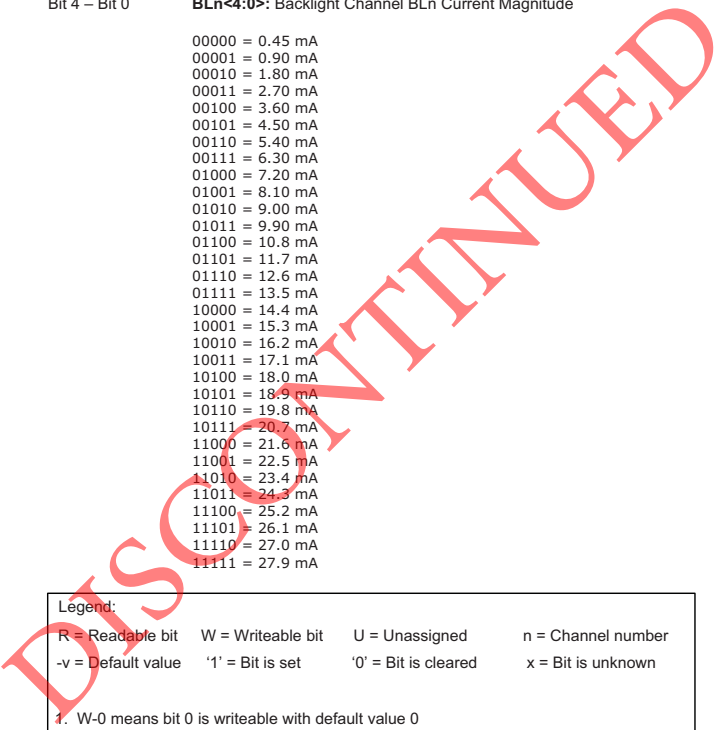 Bit 4 – Bit 0 BLn<4:0>: Backlight Channel BLn Current Magnitude
00000 = 0.45 mA
00001 = 0.90 mA
00010 = 1.80 mA
00011 = 2.70 mA
00100 = 3.60 mA
00101 = 4.50 mA
00110 = 5.40 mA
00111 = 6.30 mA
01000 = 7.20 mA
01001 = 8.10 mA
01010 = 9.00 mA
01011 = 9.90 mA
01100 = 10.8 mA
01101 = 11.7 mA
01110 = 12.6 mA
01111 = 13.5 mA
10000 = 14.4 mA
10001 = 15.3 mA
10010 = 16.2 mA
10011 = 17.1 mA
10100 = 18.0 mA
10101 = 18.9 mA
10110 = 19.8 mA
10111 = 20.7 mA
11000 = 21.6 mA
11001 = 22.5 mA
11010 = 23.4 mA
11011 = 24.3 mA
11100 = 25.2 mA
11101 = 26.1 mA
11110 = 27.0 mA
11111 = 27.9 mA
Legend:
R = Readable bit W = Writeable bit U = Unassigned n = Channel number
-v = Default value ‘1’ = Bit is set ‘0’ = Bit is cleared x = Bit is unknown
1. W-0 means bit 0 is writeable with default value 0
DISCONTINUED